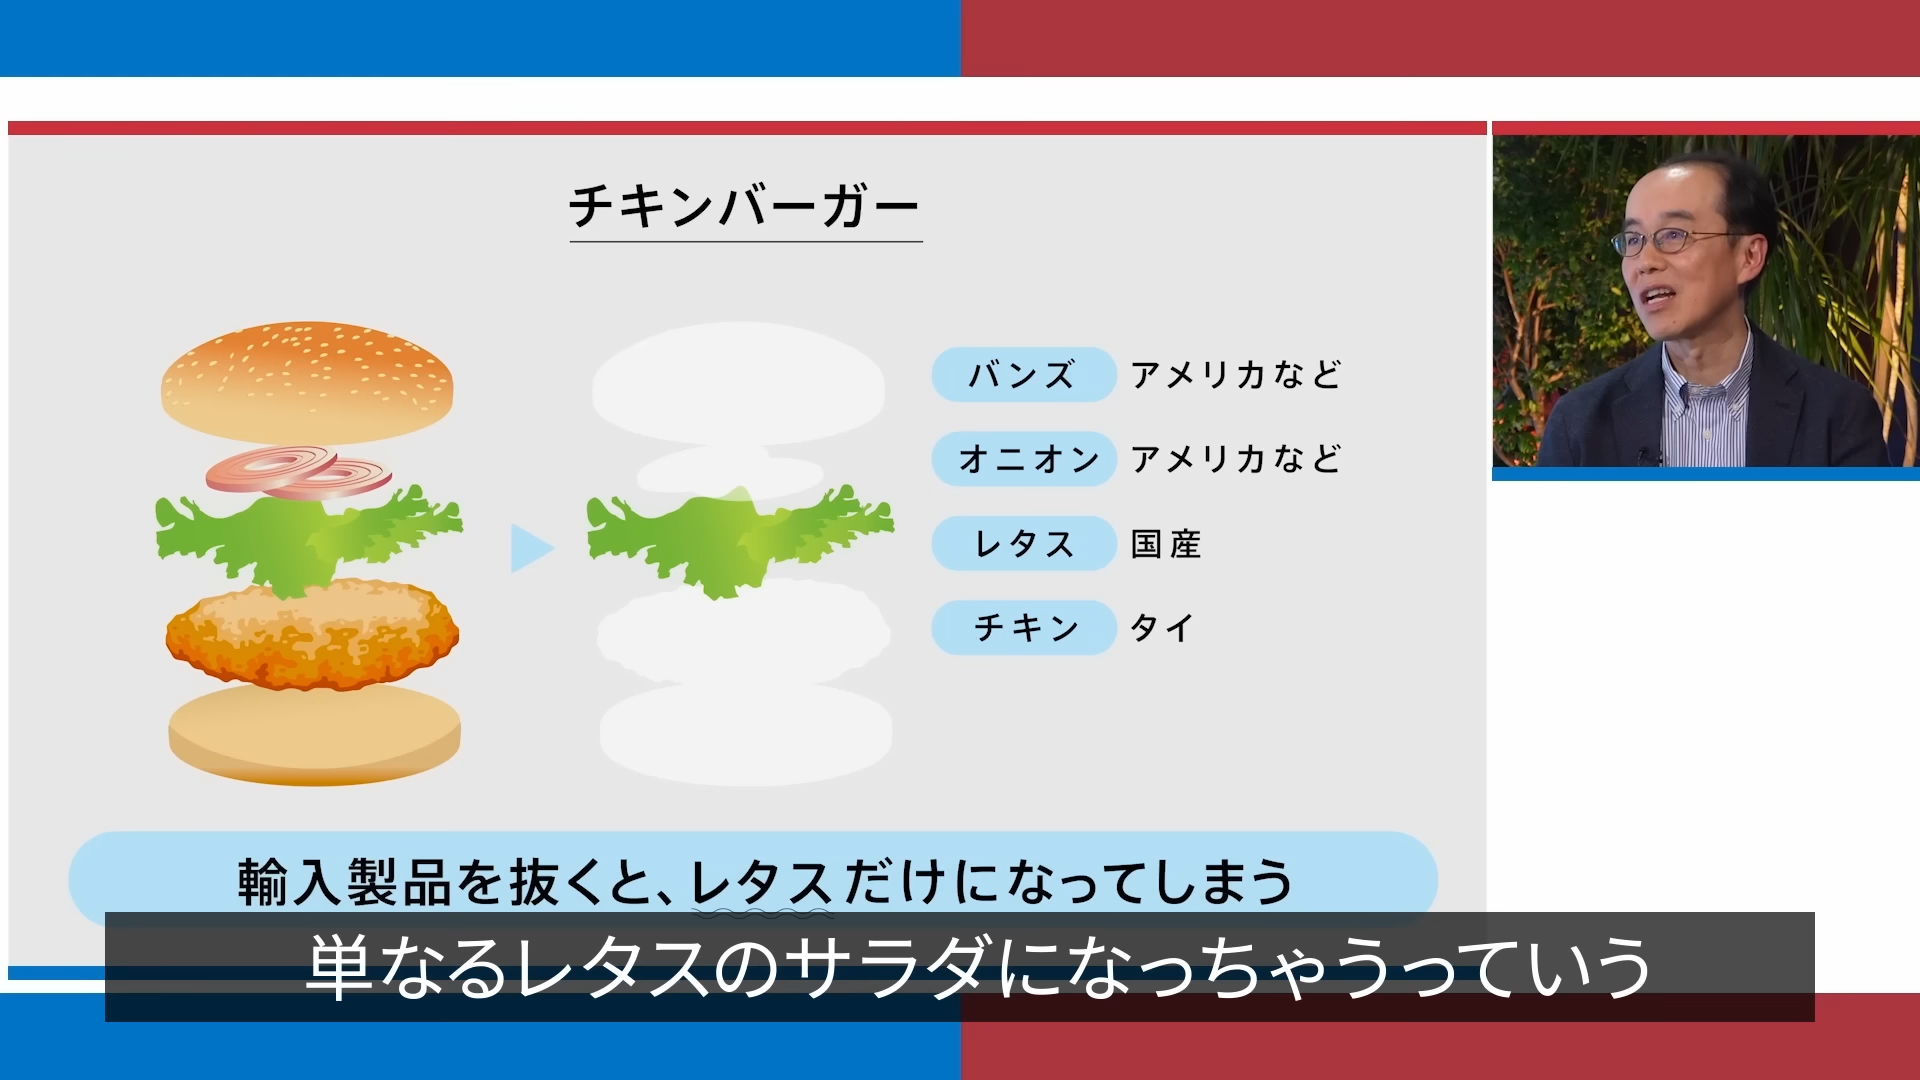 チキンバーガー
バンズ アメリカなど
オニオン アメリカなど
レタス 国産
チキン タイ
輸入製品を抜くと、レタスだけになってしまう
単なるレタスのサラダになっちゃうっていう